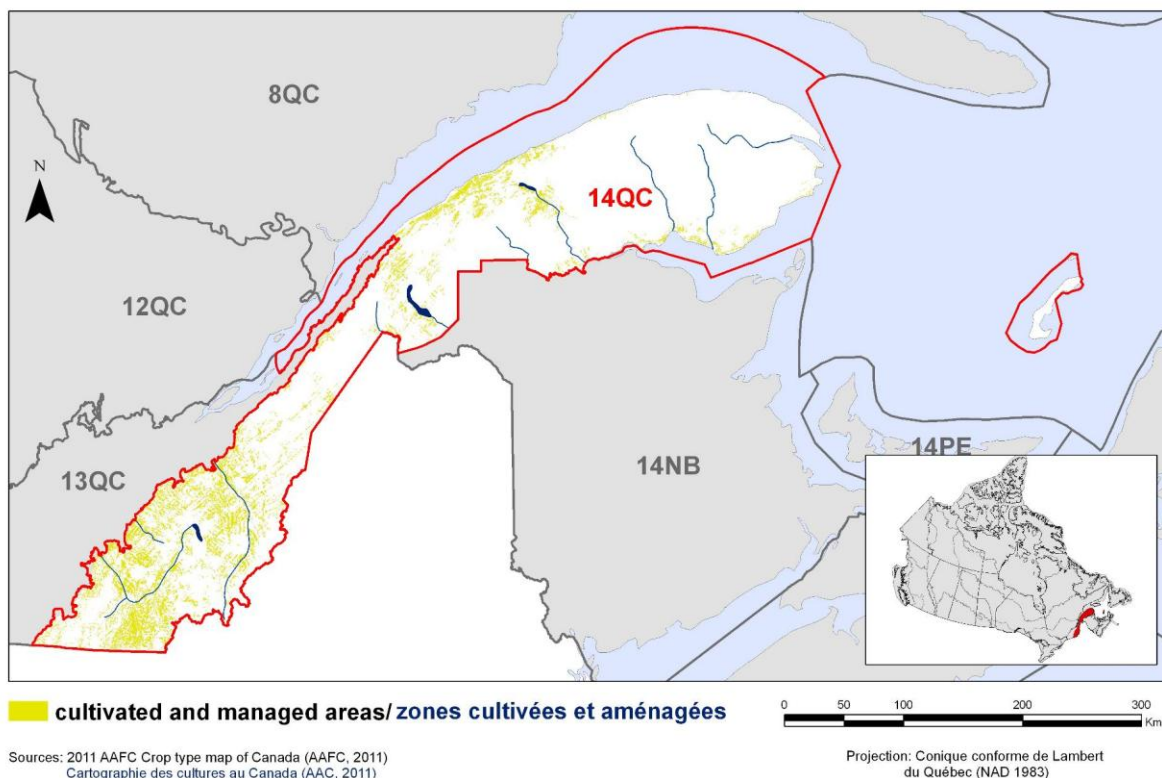 8QC
N
14QC
12QC
13QC
14NB
14PE
cultivated and managed areas/ zones cultivées et aménagées
0 50 100 200 300
Km
Sources: 2011 AAFC Crop type map of Canada (AAFC, 2011)
Cartographie des cultures au Canada (AAC, 2011)
Projection: Conique conforme de Lambert
du Québec (NAD 1983)